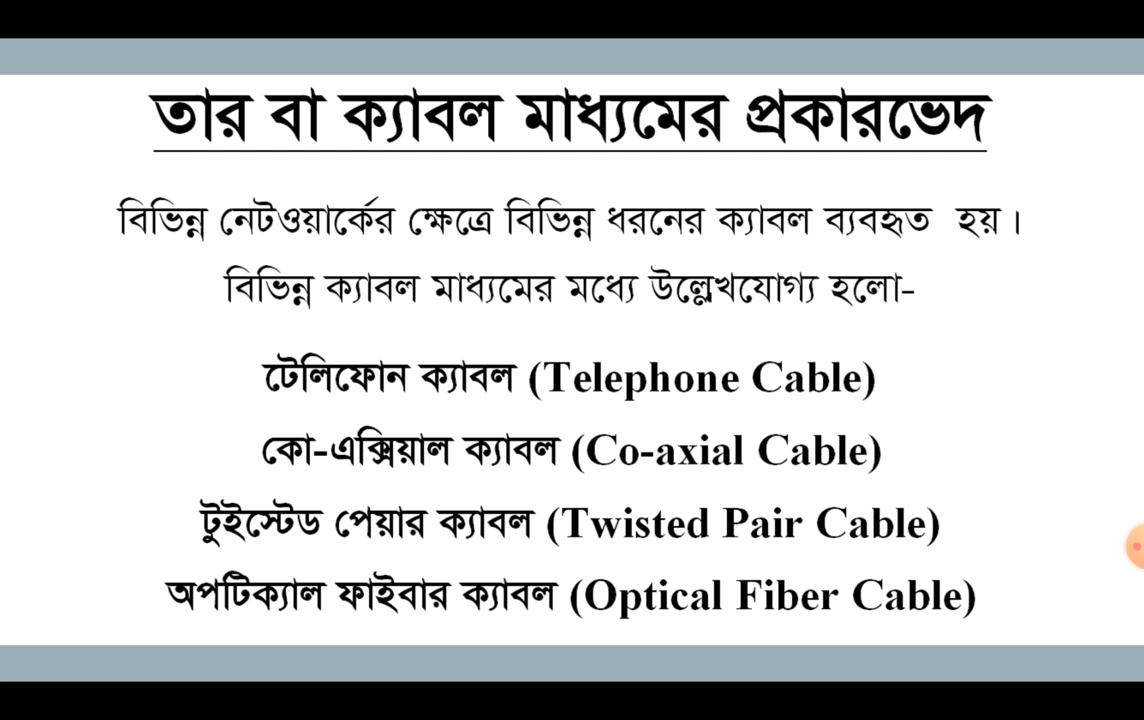 তার বা ক্যাবল মাধ্যমের প্রকারভেদ
বিভিন্ন নেটওয়ার্কের ক্ষেত্রে বিভিন্ন ধরনের ক্যাবল ব্যবহৃত হয়।
বিভিন্ন ক্যাবল মাধ্যমের মধ্যে উল্লেখযোগ্য হলো-
টেলিফোন ক্যাবল (Telephone Cable)
কো-এক্সিয়াল ক্যাবল (Co-axial Cable)
টুইস্টেড পেয়ার ক্যাবল (Twisted Pair Cable)
অপটিক্যাল ফাইবার ক্যাবল (Optical Fiber Cable)